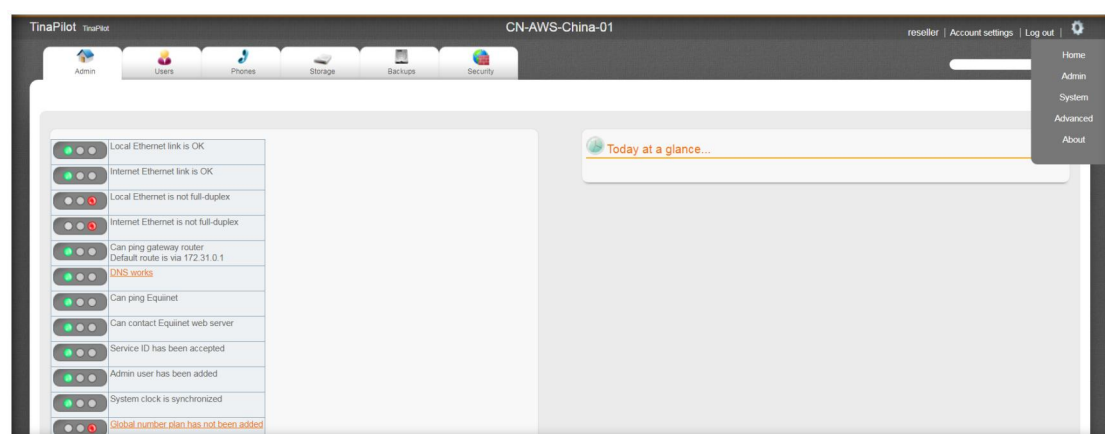 TinaPilot TinaPilot
CN-AWS-China-01
reseller | Account settings | Log out |
Admin
Users
Phones
Storage
Backups
Security
Home
Admin
System
Advanced
About
Local Ethernet link is OK
Internet Ethernet link is OK
Local Ethernet is not full-duplex
Internet Ethernet is not full-duplex
Can ping gateway router
Default route is via 172.31.0.1
DNS works
Can ping Equiinet
Can contact Equiinet web server
Service ID has been accepted
Admin user has been added
System clock is synchronized
Global number plan has not been added
Today at a glance...